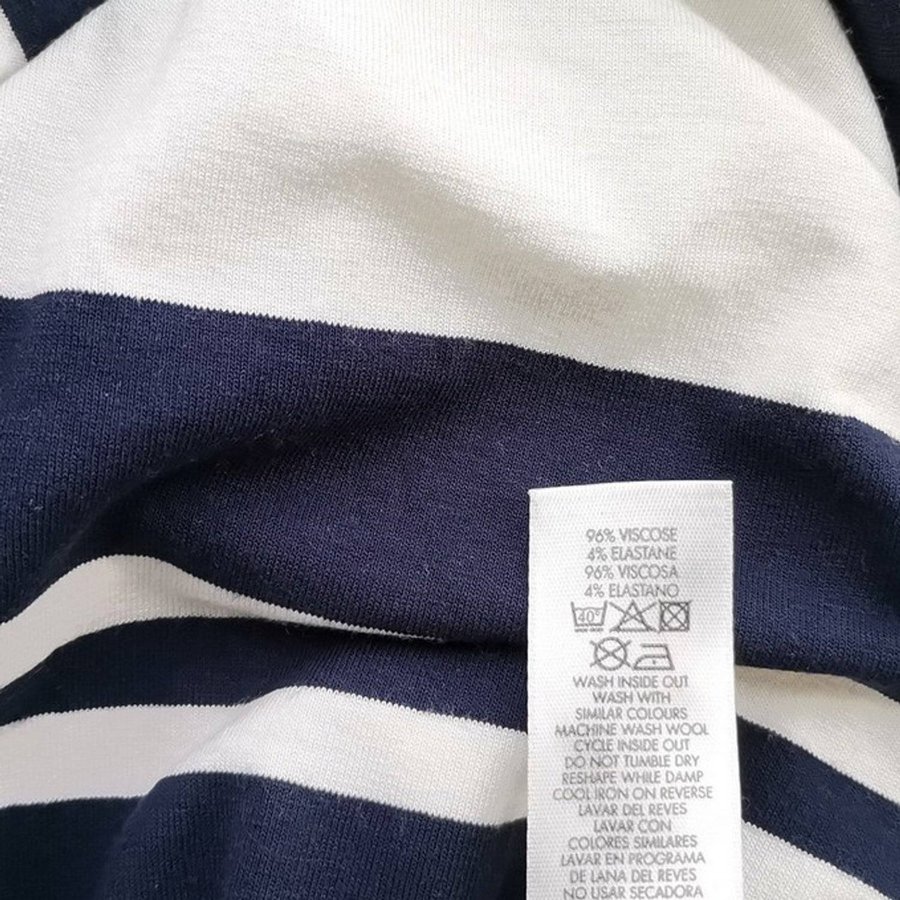 96% VISCOSE
4% ELASTANE
96% VISCOSA
4% ELASTANO
40°
WASH INSIDE OUT
WASH WITH
SIMILAR COLOURS
MACHINE WASH WOOL
CYCLE INSIDE OUT
DO NOT TUMBLE DRY
RESHAPE WHILE DAMP
COOL IRON ON REVERSE
LAVAR DEL REVES
LAVAR CON
COLORES SIMILARES
LAVAR EN PROGRAMA
DE LANA DEL REVES
NO USAR SECADORA